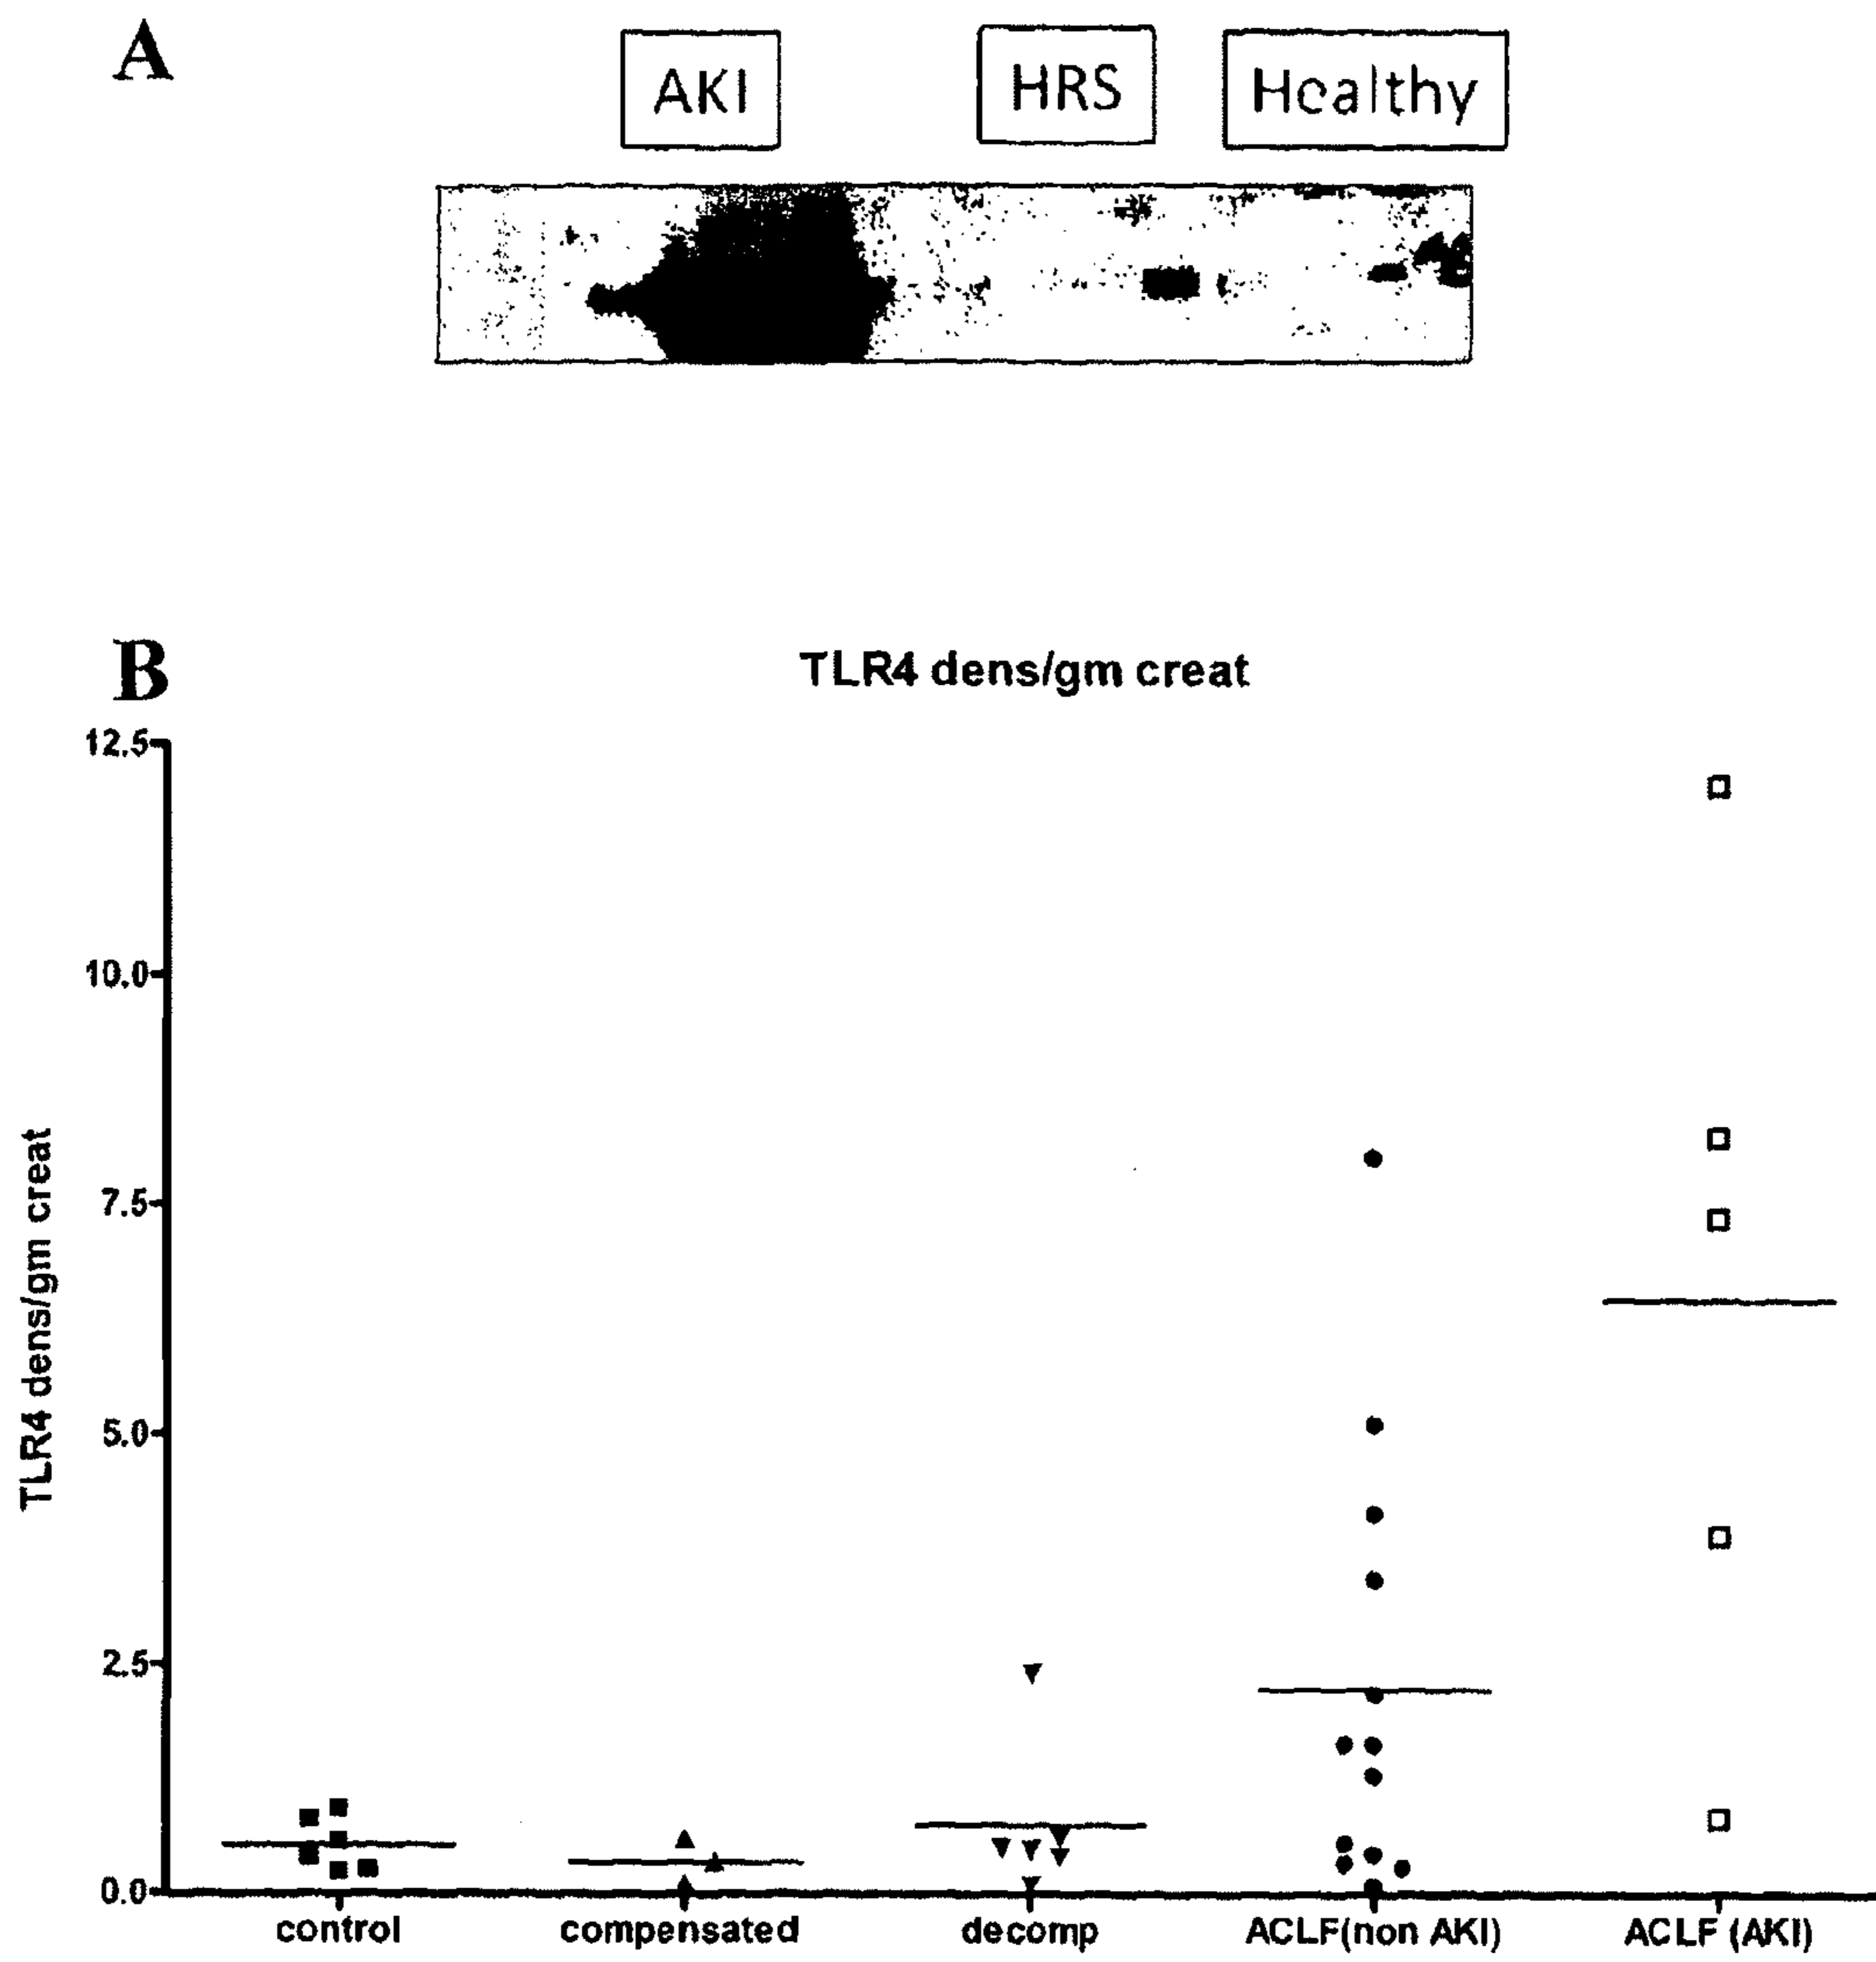 A
AKI
HRS
Healthy
B
TLR4 dens/gm creat
12.5
10.0
7.5
5.0
2.5
0.0
TLR4 dens/gm creat
control
compensated
decomp
ACLF(non AKI)
ACLF (AKI)